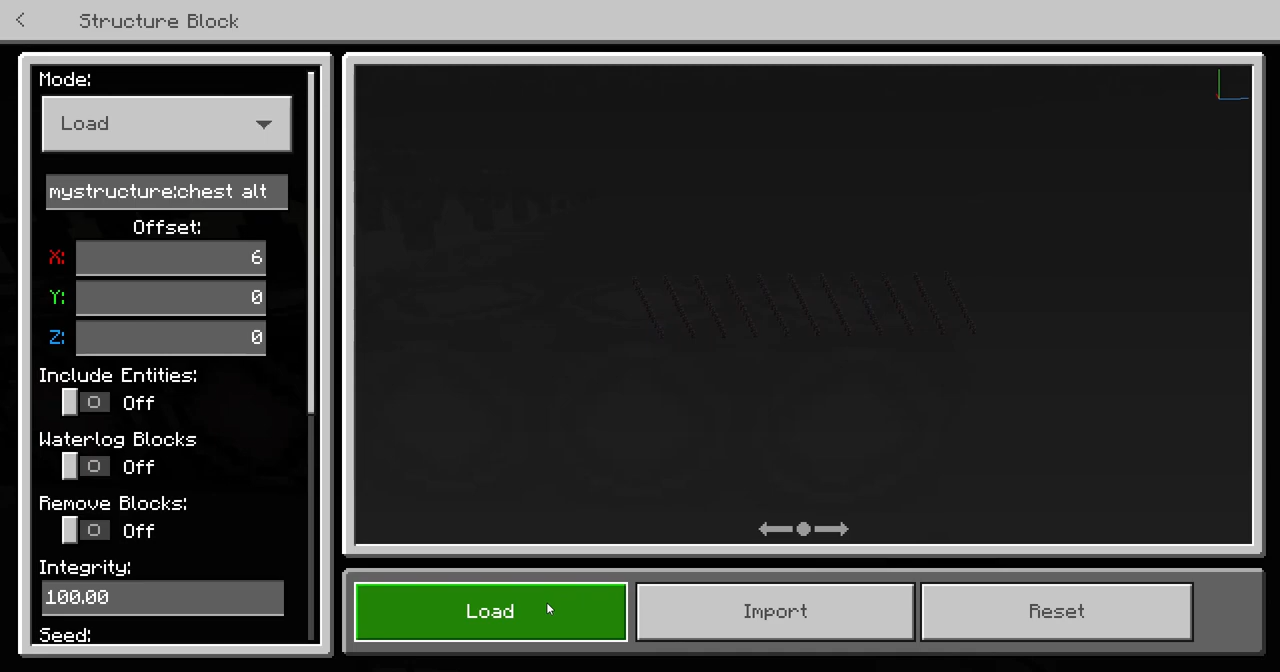 Structure Block
Mode:
Load
mystructure:chest alt
Offset:
X: 6
Y: 0
Z: 0
Include Entities:
Off
Waterlog Blocks
Off
Remove Blocks:
Off
Integrity:
100.00
Seed:
Load
Import
Reset